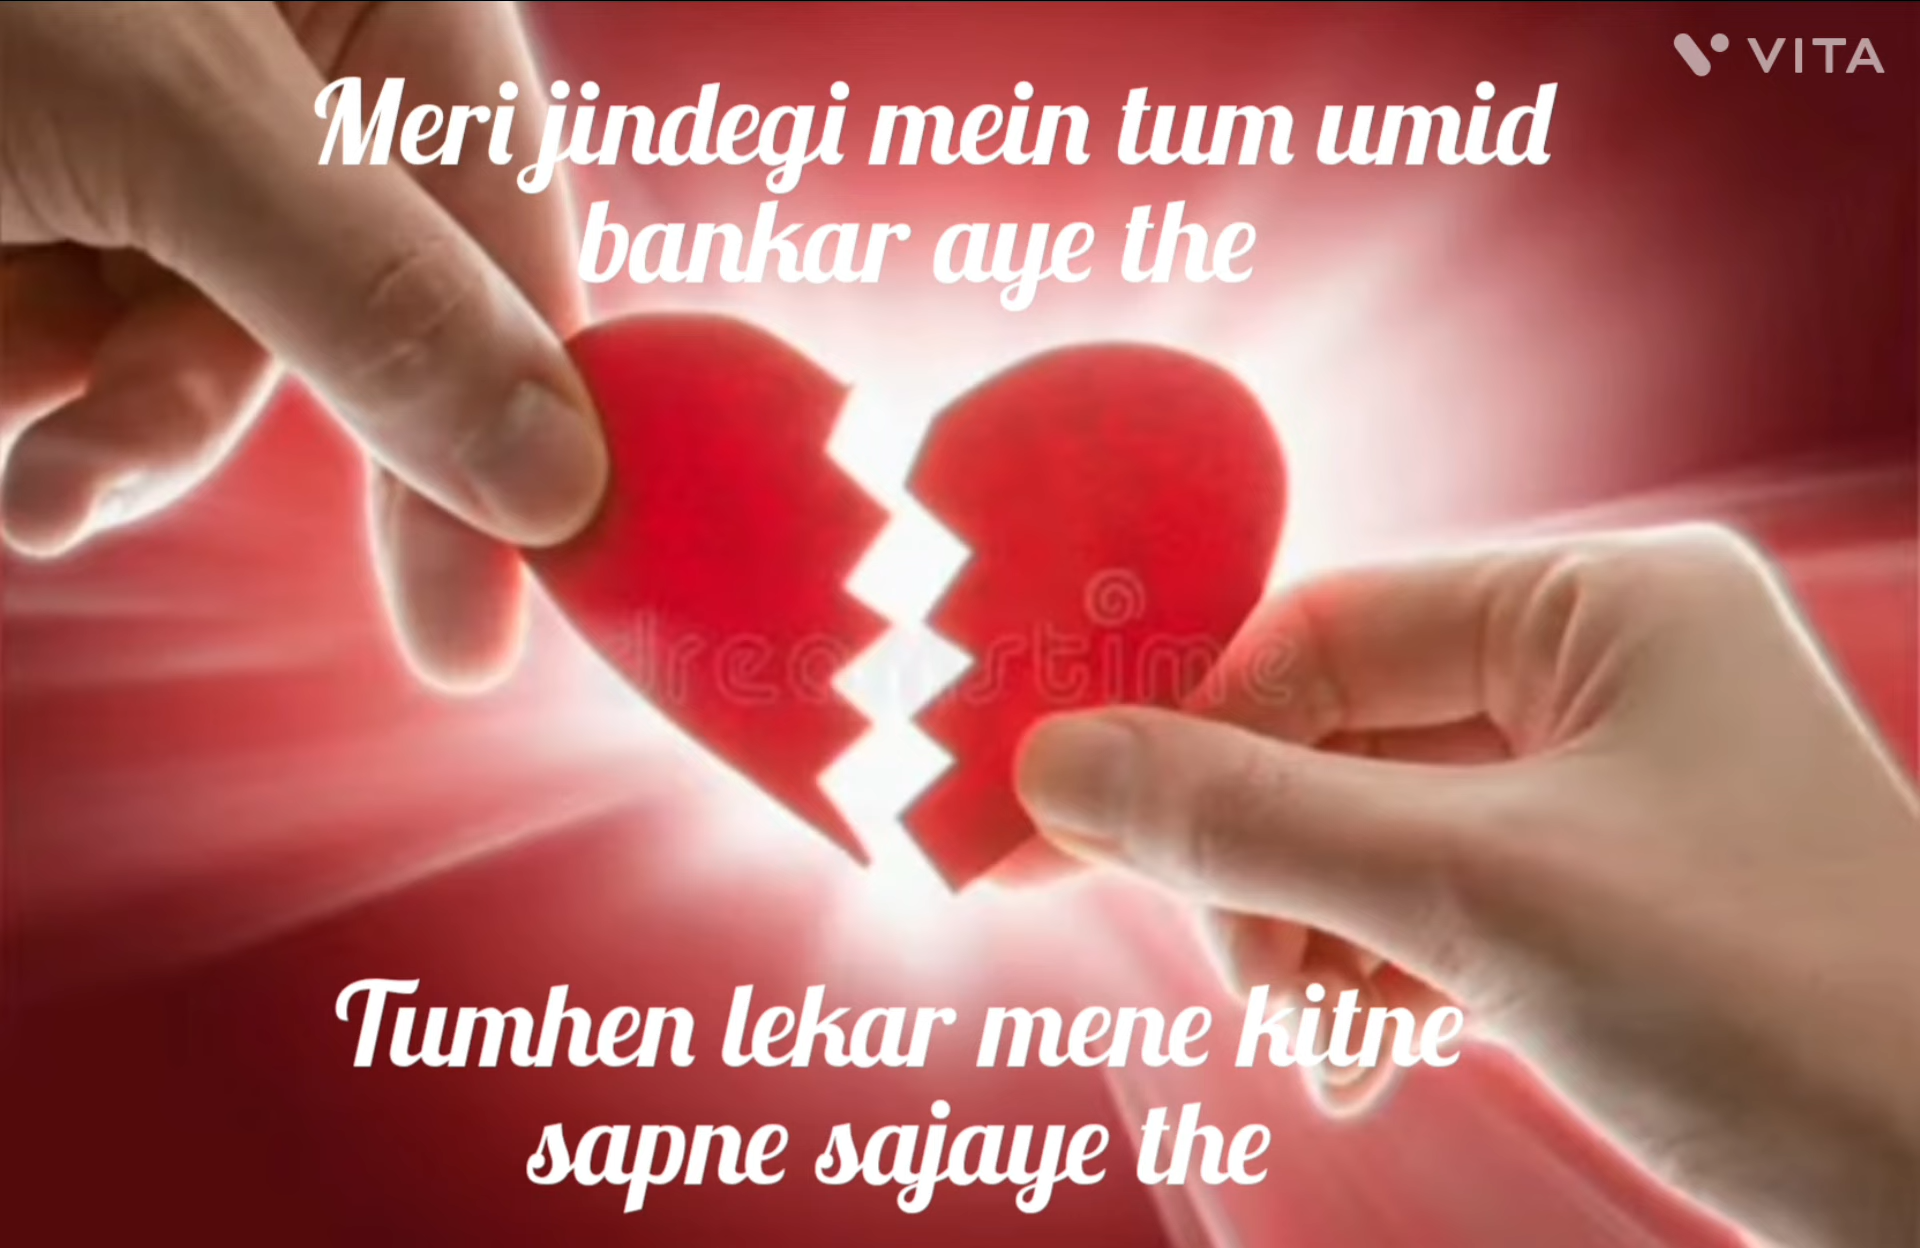 VITA
Meri jindegi mein tum umid
bankar aye the
dreamstime
Tumhen lekar mene kitne
sapne sajaye the